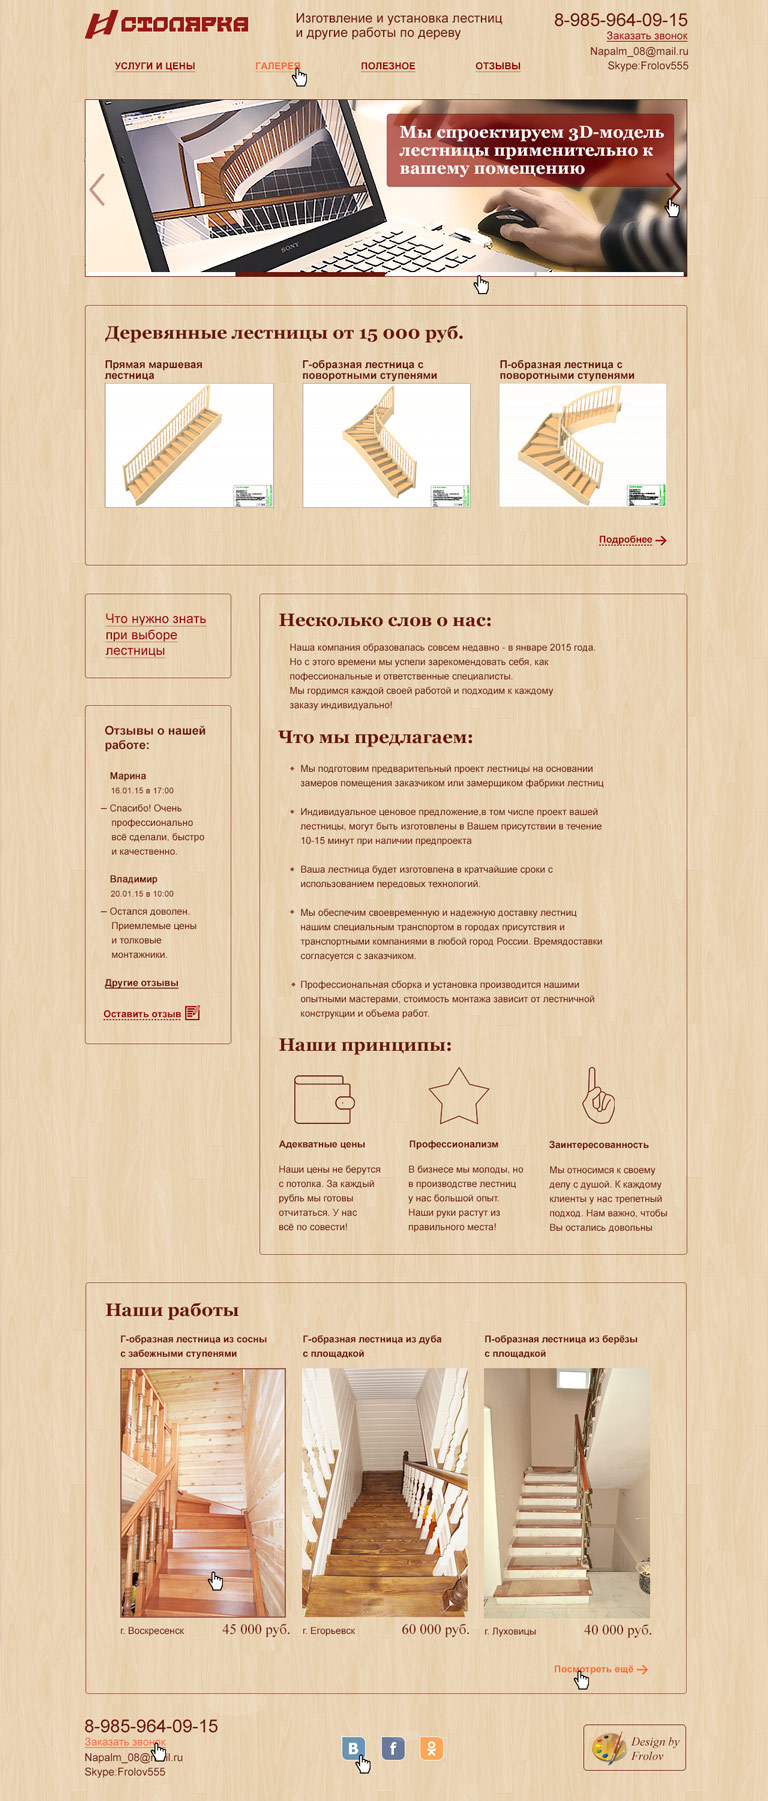 СТОЛЯРКА
Изготвление и установка лестниц
и другие работы по дереву
8-985-964-09-15
Заказать звонок
Napalm_08@mail.ru
Skype:Frolov555
УСЛУГИ И ЦЕНЫ
ГАЛЕРЕЯ
ПОЛЕЗНОЕ
ОТЗЫВЫ
Мы спроектируем 3D-модель
лестницы применительно к
вашему помещению
SONY
Деревянные лестницы от 15 000 руб.
Прямая маршевая
лестница
Г-образная лестница с
поворотными ступенями
П-образная лестница с
поворотными ступенями
Подробнее
Что нужно знать
при выборе
лестницы
Отзывы о нашей
работе:
Марина
16.01.15 в 17:00
– Спасибо! Очень
профессионально
всё сделали, быстро
и качественно.
Владимир
20.01.15 в 10:00
– Остался доволен.
Приемлемые цены
и толковые
монтажники.
Другие отзывы
Оставить отзыв
Несколько слов о нас:
Наша компания образовалась совсем недавно - в январе 2015 года.
Но с этого времени мы успели зарекомендовать себя, как
пофессиональные и ответственные специалисты.
Мы гордимся каждой своей работой и подходим к каждому
заказу индивидуально!
Что мы предлагаем:
• Мы подготовим предварительный проект лестницы на основании
замеров помещения заказчиком или замерщиком фабрики лестниц
• Индивидуальное ценовое предложение,в том числе проект вашей
лестницы, могут быть изготовлены в Вашем присутствии в течение
10-15 минут при наличии предпроекта
• Ваша лестница будет изготовлена в кратчайшие сроки с
использованием передовых технологий.
• Мы обеспечим своевременную и надежную доставку лестниц
нашим специальным транспортом в городах присутствия и
транспортными компаниями в любой город России. Времядоставки
согласуется с заказчиком.
• Профессиональная сборка и установка производится нашими
опытными мастерами, стоимость монтажа зависит от лестничной
конструкции и объема работ.
Наши принципы:
Адекватные цены
Наши цены не берутся
с потолка. За каждый
рубль мы готовы
отчитаться. У нас
всё по совести!
Профессионализм
В бизнесе мы молоды, но
в производстве лестниц
у нас большой опыт.
Наши руки растут из
правильного места!
Заинтересованность
Мы относимся к своему
делу с душой. К каждому
клиенты у нас трепетный
подход. Нам важно, чтобы
Вы остались довольны
Наши работы
Г-образная лестница из сосны
с забежными ступенями
Г-образная лестница из дуба
с площадкой
П-образная лестница из берёзы
с площадкой
г. Воскресенск 45 000 руб.
г. Егорьевск 60 000 руб.
г. Луховицы 40 000 руб.
Посмотреть ещё
8-985-964-09-15
Заказать звонок
Napalm_08@mail.ru
Skype:Frolov555
В
f
Design by
Frolov